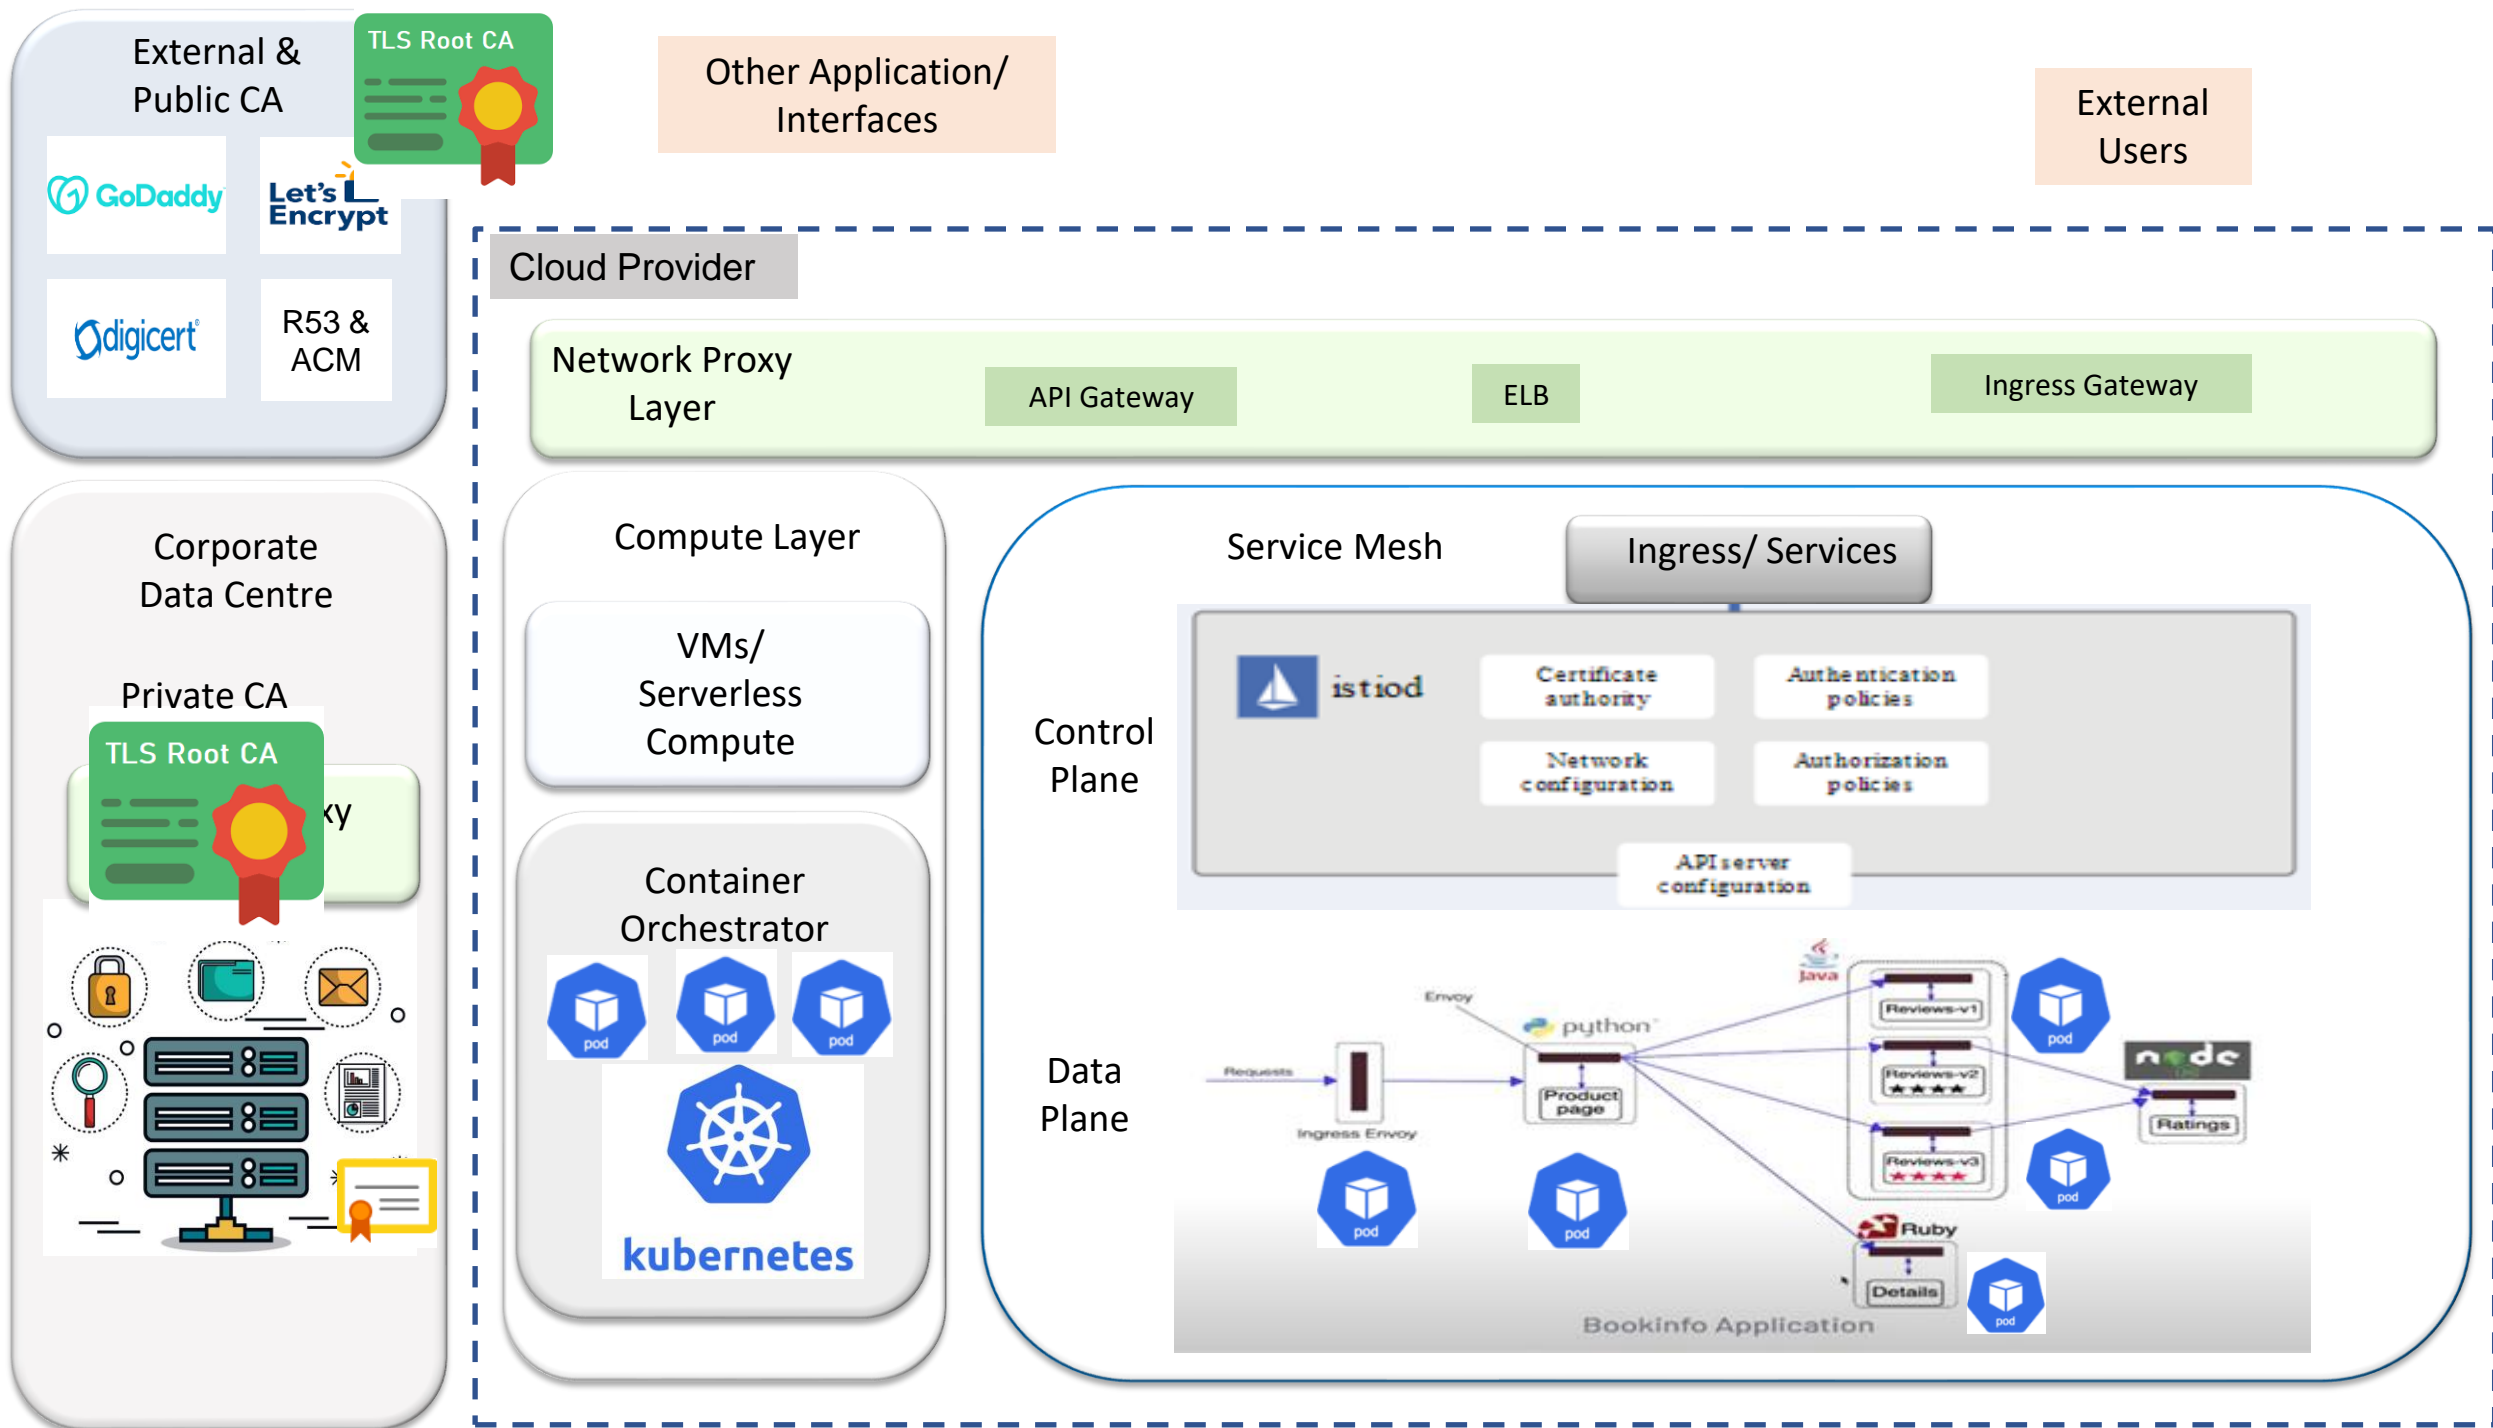 External &
Public CA
TLS Root CA
GoDaddy
Let's
Encrypt
digicert®
R53 &
ACM
Other Application/
Interfaces
External
Users
Cloud Provider
Network Proxy
Layer
API Gateway
ELB
Ingress Gateway
Corporate
Data Centre
Private CA
TLS Root CA
xy
Compute Layer
VMs/
Serverless
Compute
Container
Orchestrator
pod
pod
pod
kubernetes
Service Mesh
Ingress/ Services
Control
Plane
istiod
Certificate
authority
Authentication
policies
Network
configuration
Authorization
policies
API server
configuration
Data
Plane
Requests
Ingress Envoy
pod
Envoy
python™
Product
page
pod
Java
Reviews-v1
pod
Reviews-v2
Reviews-v3
pod
node
Ratings
Ruby
Details
pod
Bookinfo Application